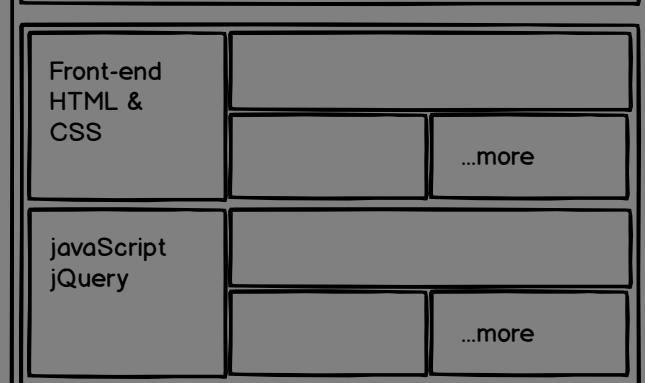 Front-end
HTML &
CSS
...more
javaScript
jQuery
...more